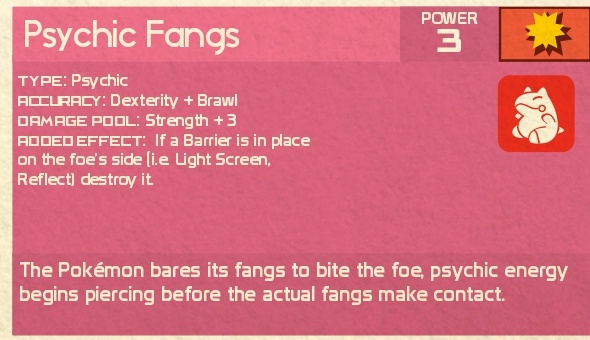 Psychic Fangs
POWER
3
TYPE: Psychic
ACCURACY: Dexterity + Brawl
DAMAGE POOL: Strength + 3
ADDED EFFECT: If a Barrier is in place
on the foe's side (i.e. Light Screen,
Reflect) destroy it.
The Pokémon bares its fangs to bite the foe, psychic energy
begins piercing before the actual fangs make contact.